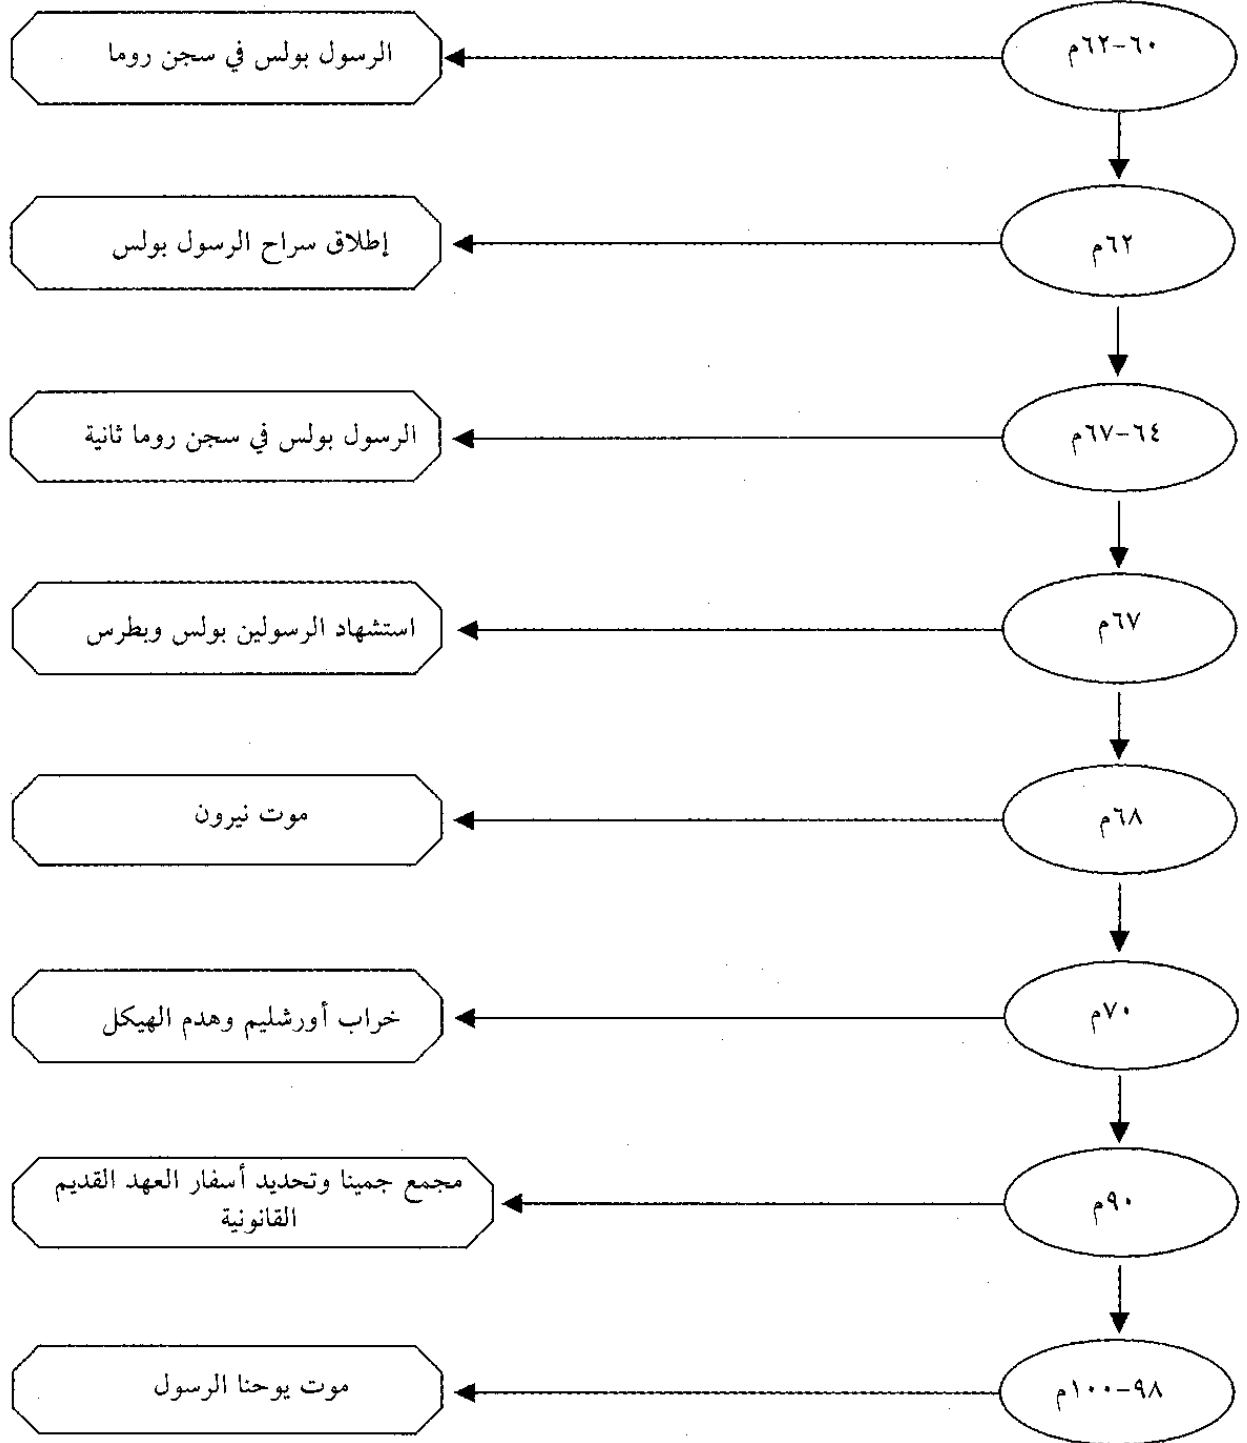 ٦٠-٦٢م
الرسول بولس في سجن روما
٦٢م
إطلاق سراح الرسول بولس
٦٤-٦٧م
الرسول بولس في سجن روما ثانية
٦٧م
استشهاد الرسولين بولس وبطرس
٦٨م
موت نيرون
٧٠م
خراب أورشليم وهدم الهيكل
٩٠م
مجمع جمينا وتحديد أسفار العهد القديم
القانونية
٩٨-١٠٠م
موت يوحنا الرسول